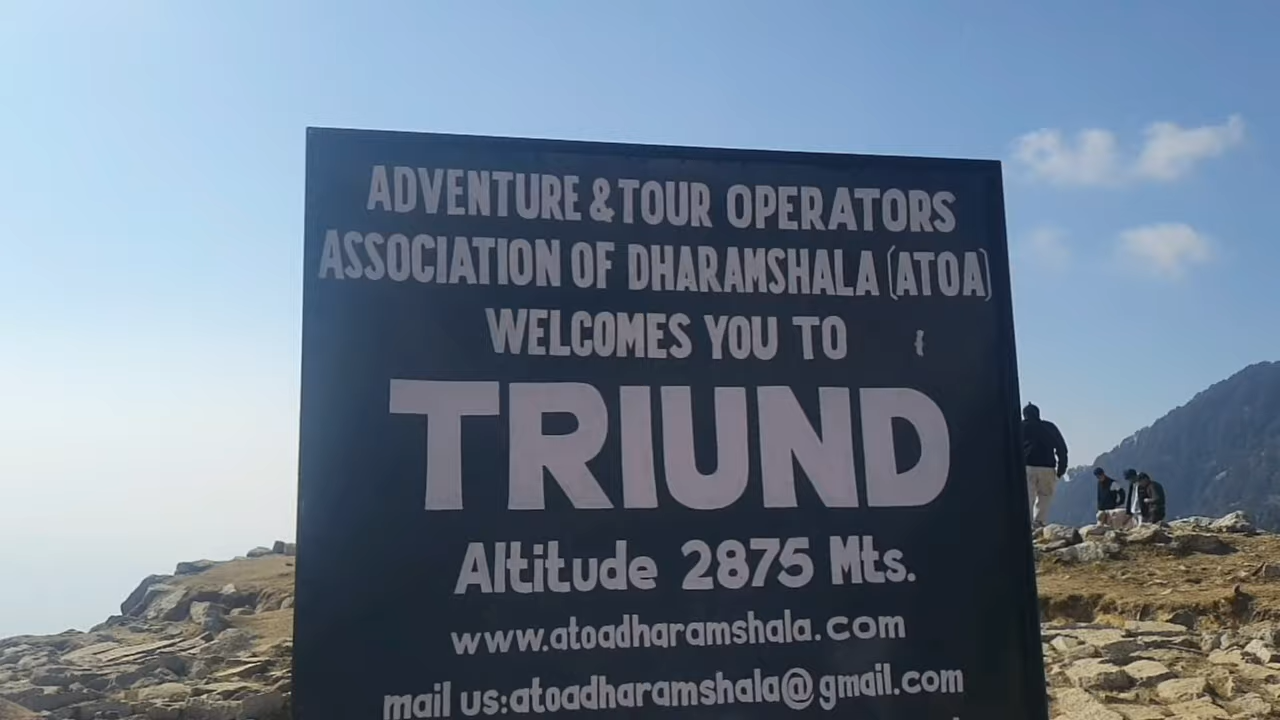 ADVENTURE & TOUR OPERATORS
ASSOCIATION OF DHARAMSHALA (ATOA)
WELCOMES YOU TO
TRIUND
Altitude 2875 Mts.
www.atoadharamshala.com
mail us:atoadharamshala@gmail.com